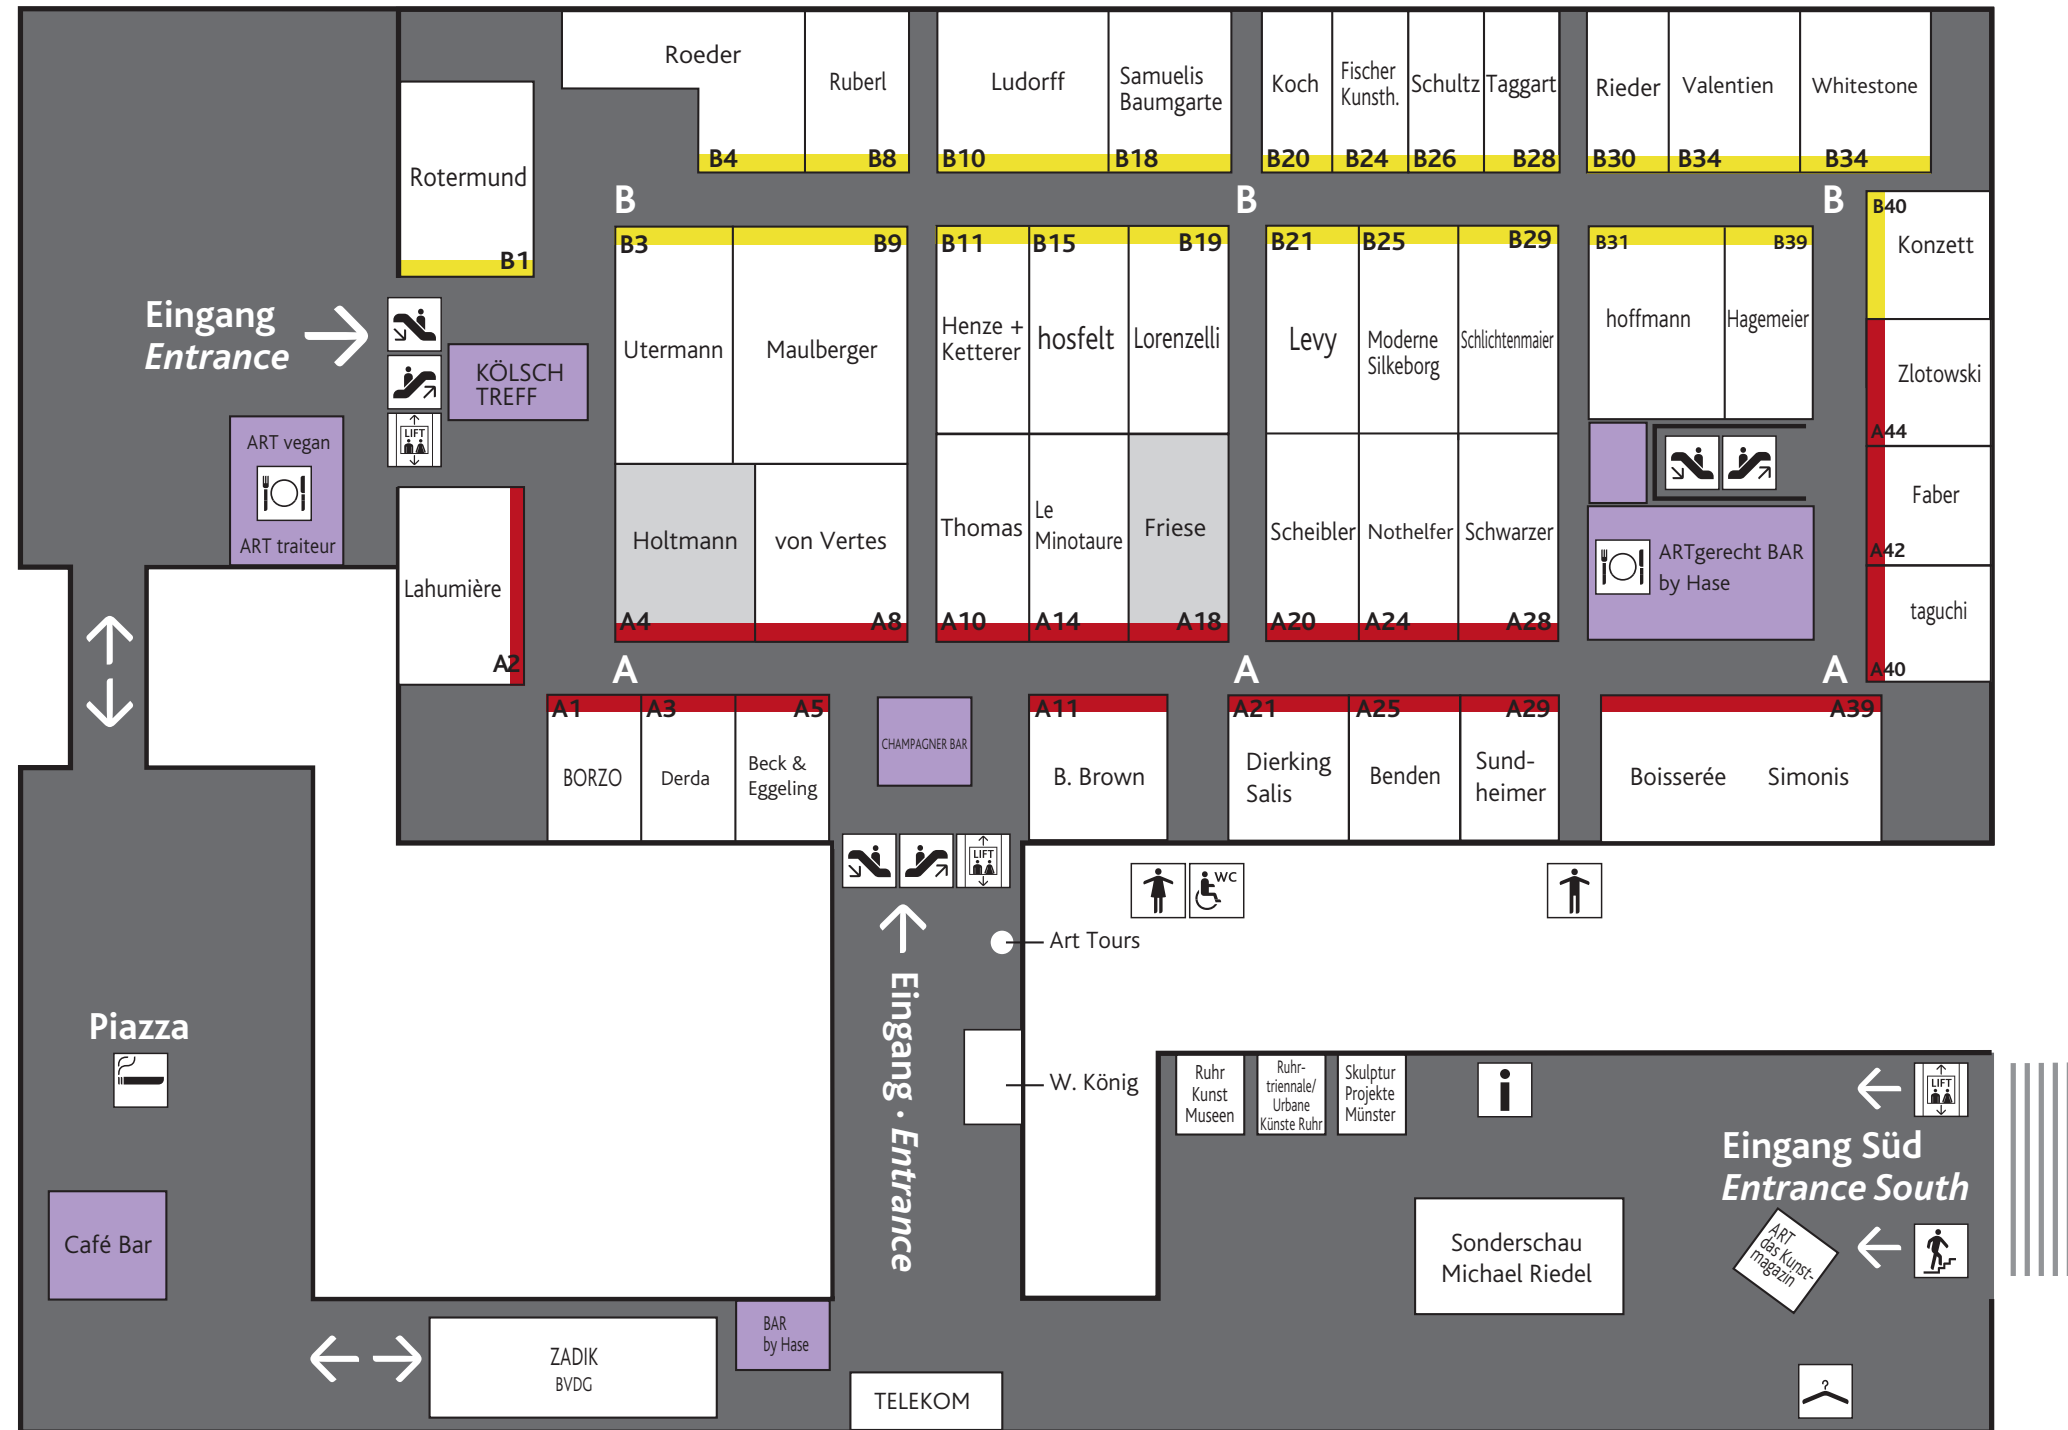 Roeder
B4
Ruberl
B8
Ludorff
B10
Samuelis
Baumgarte
B18
Koch
B20
Fischer
Kunsth.
B24
Schultz
B26
Taggart
B28
Rieder
B30
Valentien
B34
Whitestone
B34
Rotermund
B1
B
B
B
B40
Konzett
Zlotowski
A44
Faber
A42
taguchi
A40
B3
Utermann
B9
Maulberger
B11
Henze +
Ketterer
B15
hosfelt
B19
Lorenzelli
B21
Levy
B25
Moderne
Silkeborg
B29
Schlichtenmaier
B31
hoffmann
B39
Hagemeier
Eingang
Entrance
LIFT
KÖLSCH
TREFF
ART vegan
ART traiteur
Lahumière
A2
Holtmann
A4
von Vertes
A8
Thomas
A10
Le
Minotaure
A14
Friese
A18
Scheibler
A20
Nothelfer
A24
Schwarzer
A28
ARTgerecht BAR
by Hase
A
A
A
A1
BORZO
A3
Derda
A5
Beck &
Eggeling
CHAMPAGNER BAR
A11
B. Brown
A21
Dierking
Salis
A25
Benden
A29
Sund-
heimer
A39
Boisserée
Simonis
LIFT
WC
Art Tours
Eingang · Entrance
W. König
Piazza
Café Bar
Ruhr
Kunst
Museen
Ruhr-
triennale/
Urbane
Künste Ruhr
Skulptur
Projekte
Münster
i
LIFT
Eingang Süd
Entrance South
Sonderschau
Michael Riedel
ART
das Kunst-
magazin
ZADIK
BVDG
BAR
by Hase
TELEKOM